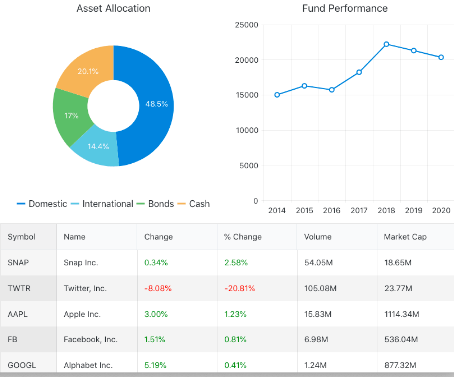 Asset Allocation
20.1%
48.5%
17%
14.4%
Domestic International Bonds Cash
Fund Performance
25000
20000
15000
10000
5000
0
2014 2015 2016 2017 2018 2019 2020
Symbol Name Change % Change Volume Market Cap
SNAP Snap Inc. 0.34% 2.58% 54.05M 18.65M
TWTR Twitter, Inc. -8.08% -20.81% 105.08M 23.77M
AAPL Apple Inc. 3.00% 1.23% 15.83M 1114.34M
FB Facebook, Inc. 1.51% 0.81% 6.98M 536.04M
GOOGL Alphabet Inc. 5.19% 0.41% 1.24M 877.32M